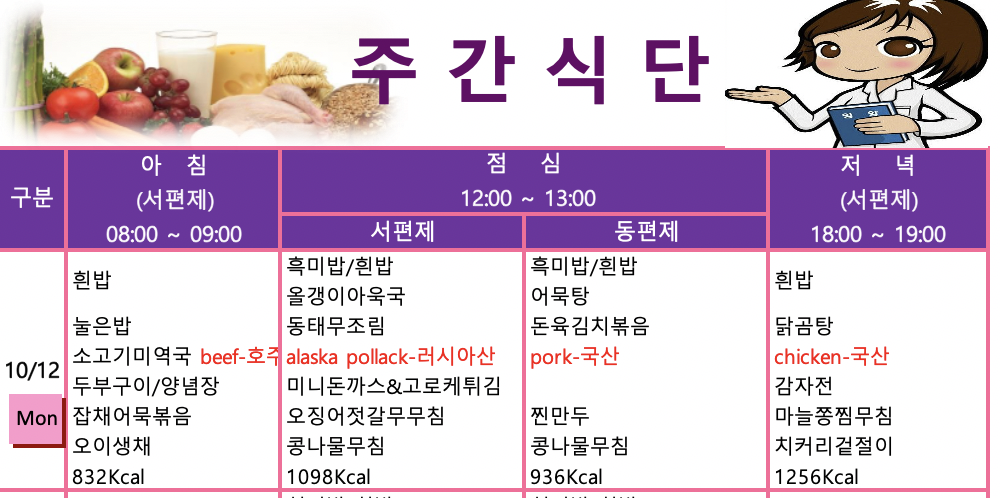 주 간 식 단
구분
아 침
(서편제)
08:00 ~ 09:00
점 심
12:00 ~ 13:00
서편제
동편제
저 녁
(서편제)
18:00 ~ 19:00
10/12
Mon
흰밥
눌은밥
소고기미역국 beef-호주
두부구이/양념장
잡채어묵볶음
오이생채
832Kcal
흑미밥/흰밥
올갱이아욱국
동태무조림
alaska pollack-러시아산
미니돈까스&고로케튀김
오징어젓갈무무침
콩나물무침
1098Kcal
흑미밥/흰밥
어묵탕
돈육김치볶음
pork-국산
찐만두
콩나물무침
936Kcal
흰밥
닭곰탕
chicken-국산
감자전
마늘쫑찜무침
치커리겉절이
1256Kcal